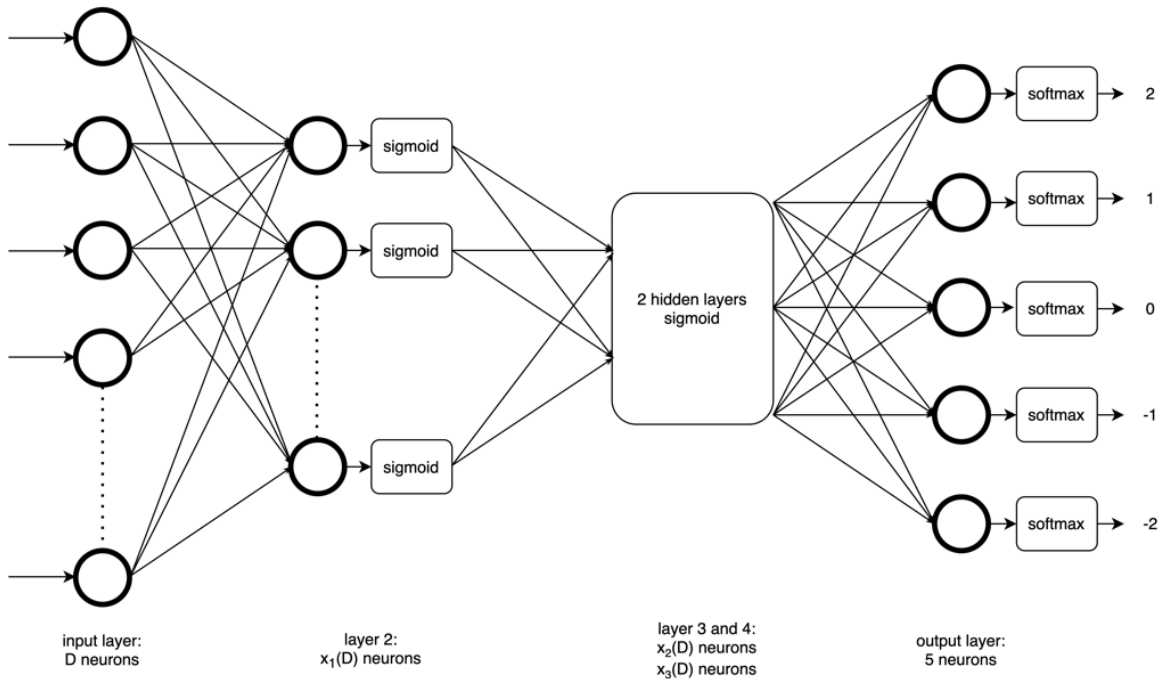 softmax
2
sigmoid
softmax
1
sigmoid
2 hidden layers
sigmoid
softmax
0
softmax
-1
sigmoid
softmax
-2
input layer:
D neurons
layer 2:
x₁(D) neurons
layer 3 and 4:
x₂(D) neurons
x₃(D) neurons
output layer:
5 neurons